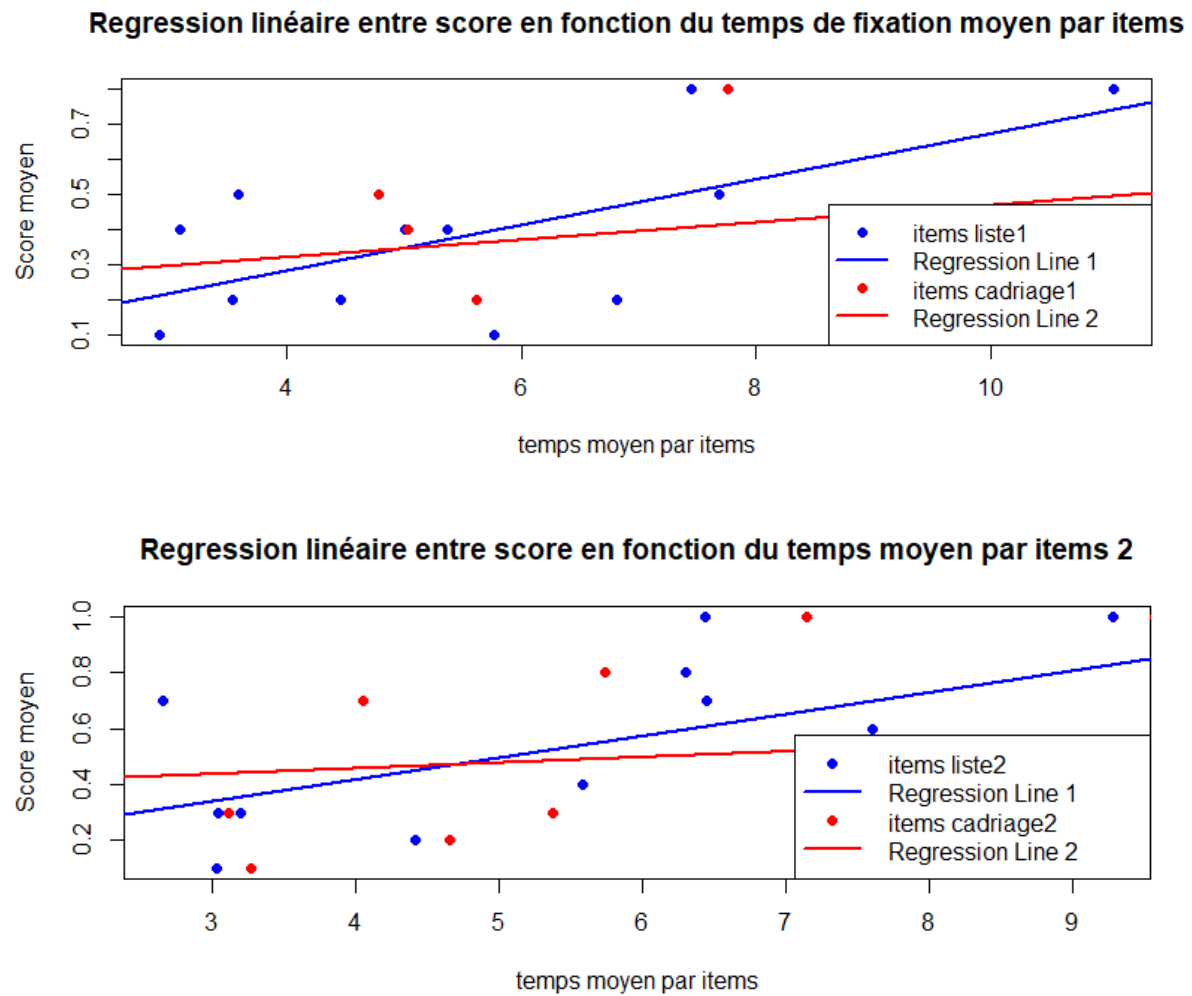 Regression linéaire entre score en fonction du temps de fixation moyen par items
Score moyen
0.1 0.3 0.5 0.7
items liste1
Regression Line 1
items cadriage1
Regression Line 2
4 6 8 10
temps moyen par items
Regression linéaire entre score en fonction du temps moyen par items 2
Score moyen
0.2 0.4 0.6 0.8 1.0
items liste2
Regression Line 1
items cadriage2
Regression Line 2
3 4 5 6 7 8 9
temps moyen par items